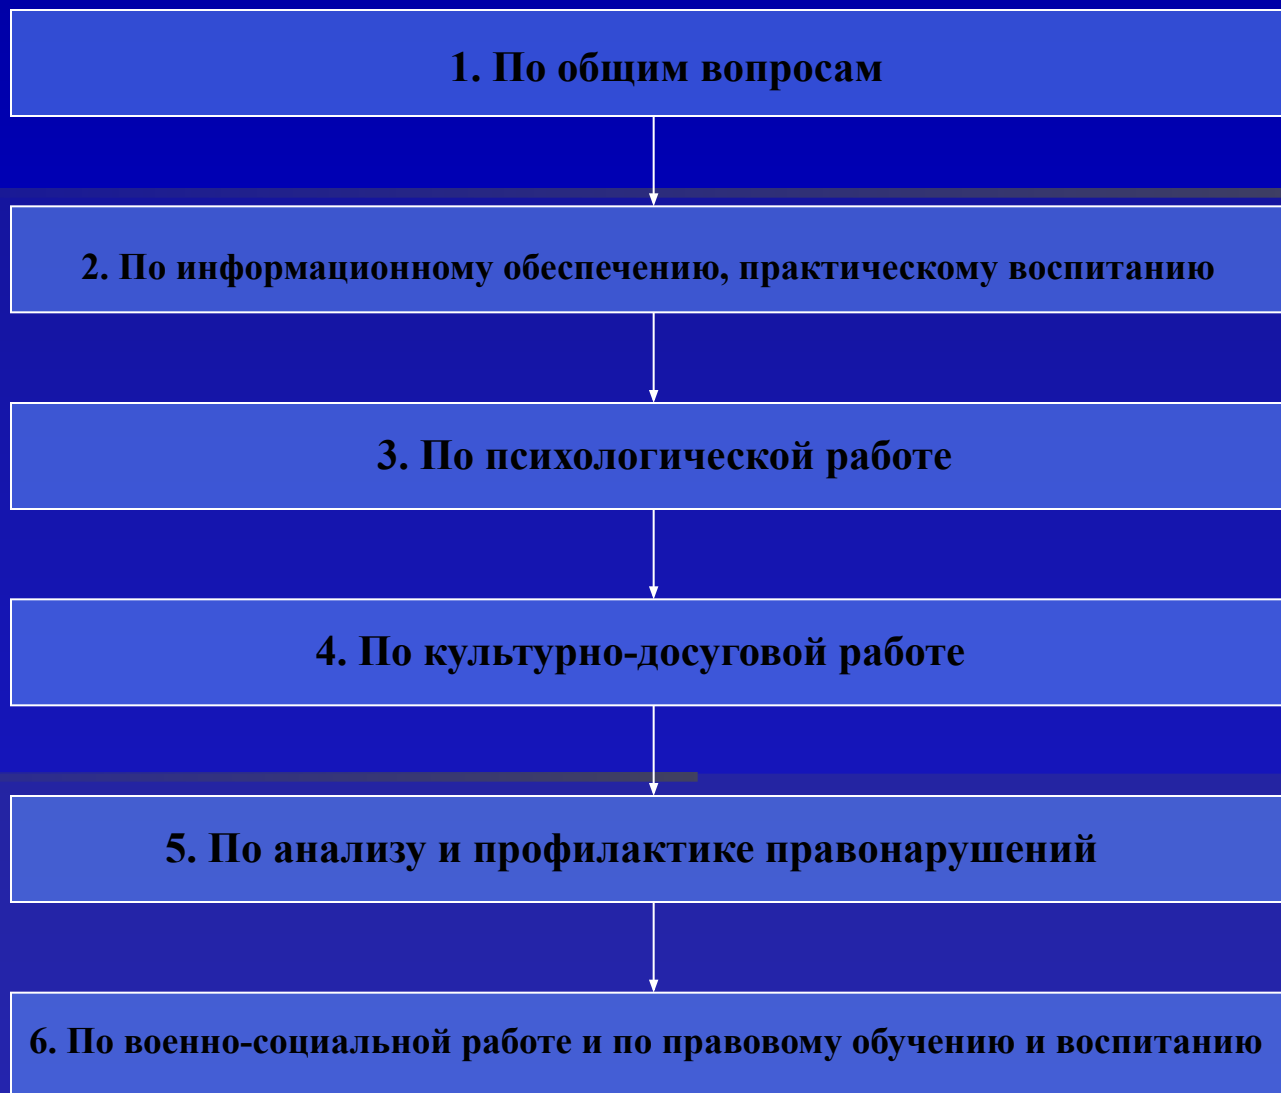 1. По общим вопросам
2. По информационному обеспечению, практическому воспитанию
3. По психологической работе
4. По культурно-досуговой работе
5. По анализу и профилактике правонарушений
6. По военно-социальной работе и по правовому обучению и воспитанию